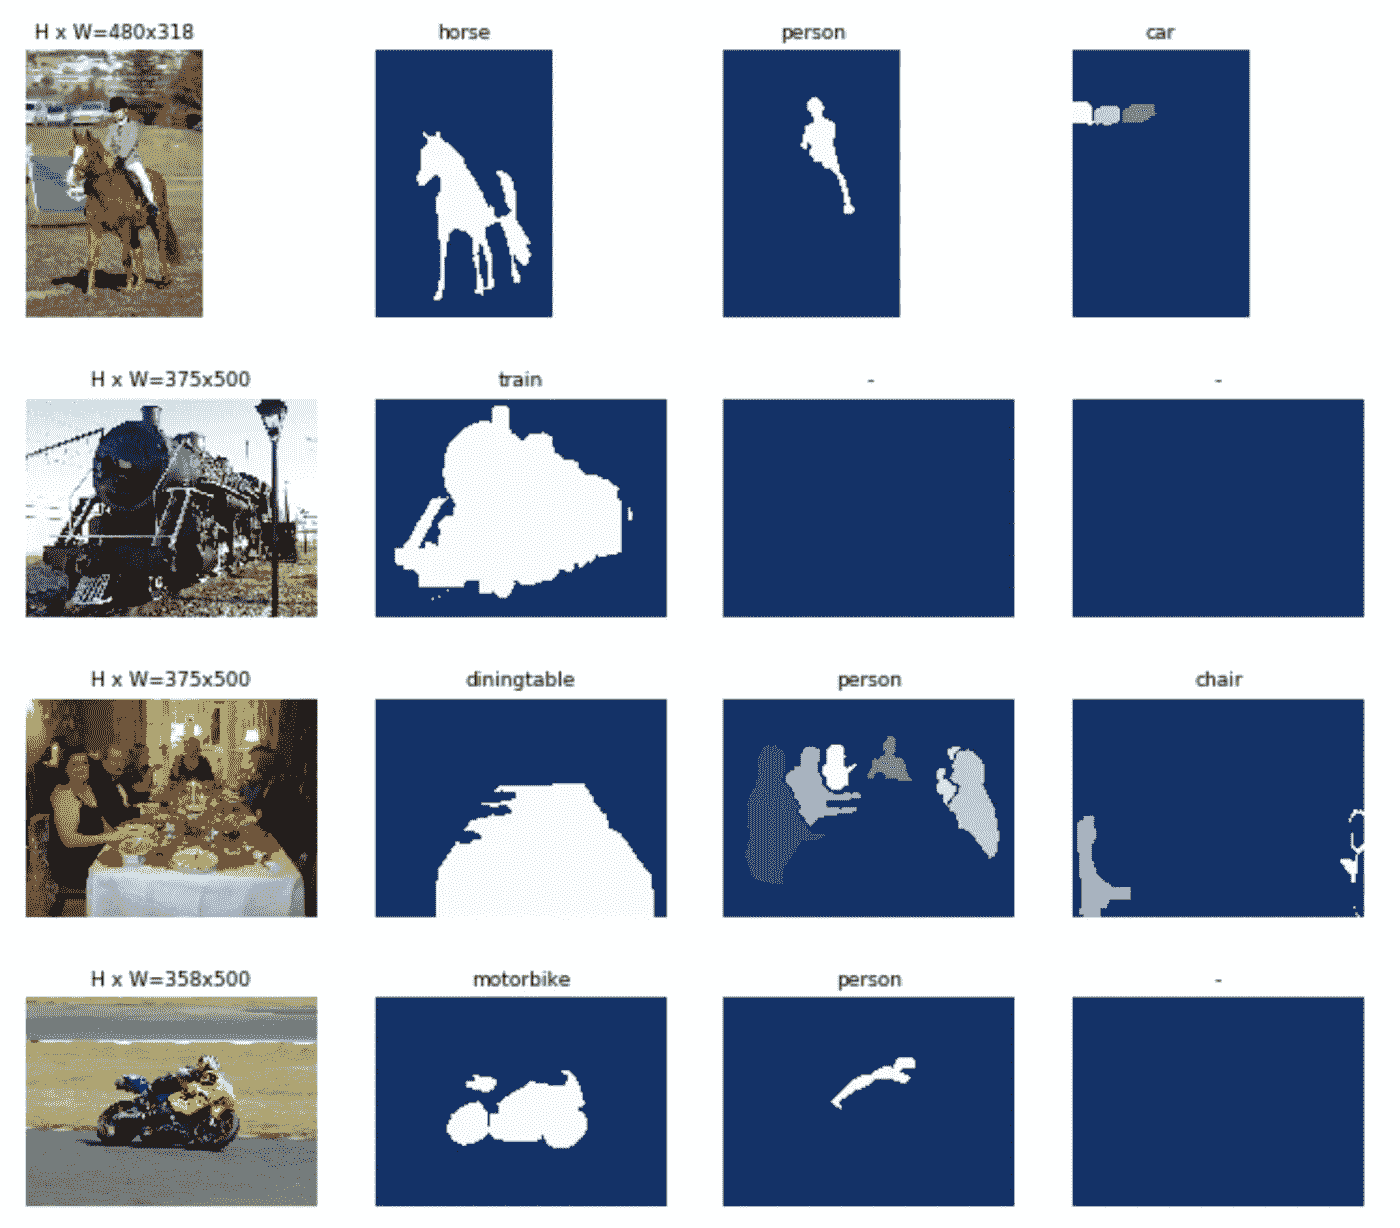 H x W=480x318
horse
person
car
H x W=375x500
train
-
-
H x W=375x500
diningtable
person
chair
H x W=358x500
motorbike
person
-